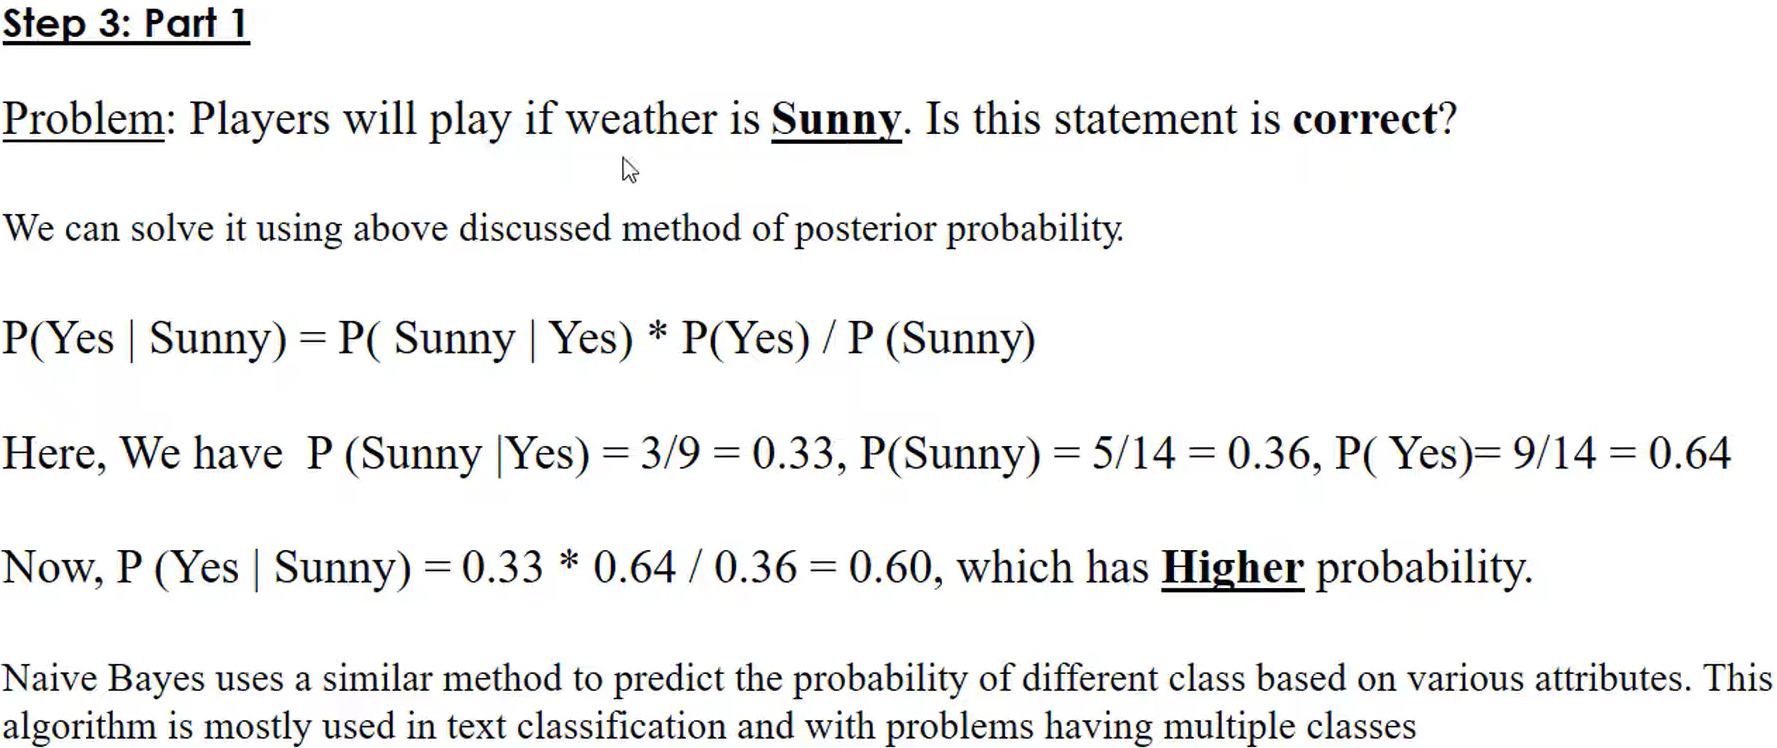 Step 3: Part 1
Problem: Players will play if weather is Sunny. Is this statement is correct?
We can solve it using above discussed method of posterior probability.
P(Yes | Sunny) = P( Sunny | Yes) * P(Yes) / P (Sunny)
Here, We have  P (Sunny |Yes) = 3/9 = 0.33, P(Sunny) = 5/14 = 0.36, P( Yes)= 9/14 = 0.64
Now, P (Yes | Sunny) = 0.33 * 0.64 / 0.36 = 0.60, which has Higher probability.
Naive Bayes uses a similar method to predict the probability of different class based on various attributes. This
algorithm is mostly used in text classification and with problems having multiple classes